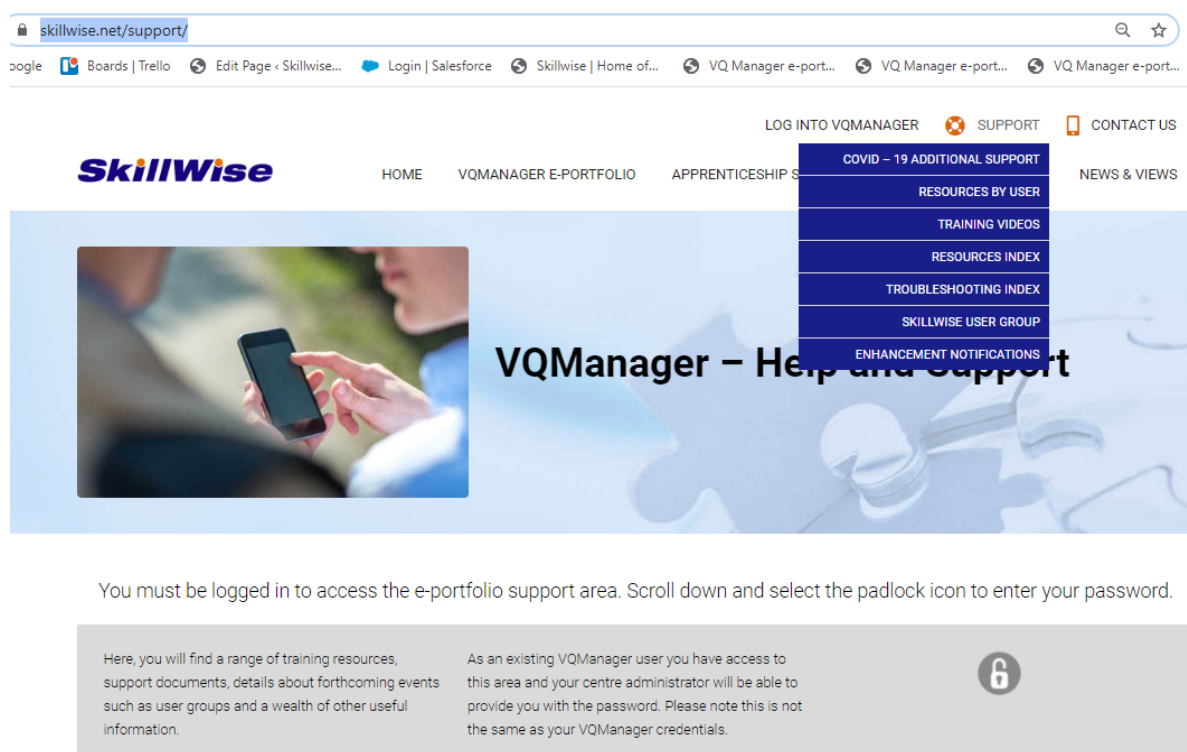 skillwise.net/support/
oogle Boards | Trello Edit Page < Skillwise... Login | Salesforce Skillwise | Home of... VQ Manager e-port... VQ Manager e-port... VQ Manager e-port...
LOG INTO VQMANAGER SUPPORT CONTACT US
SkillWise
HOME VQMANAGER E-PORTFOLIO APPRENTICESHIP S NEWS & VIEWS
COVID – 19 ADDITIONAL SUPPORT
RESOURCES BY USER
TRAINING VIDEOS
RESOURCES INDEX
TROUBLESHOOTING INDEX
SKILLWISE USER GROUP
ENHANCEMENT NOTIFICATIONS
VQManager – Help and Support
You must be logged in to access the e-portfolio support area. Scroll down and select the padlock icon to enter your password.
Here, you will find a range of training resources,
support documents, details about forthcoming events
such as user groups and a wealth of other useful
information.
As an existing VQManager user you have access to
this area and your centre administrator will be able to
provide you with the password. Please note this is not
the same as your VQManager credentials.